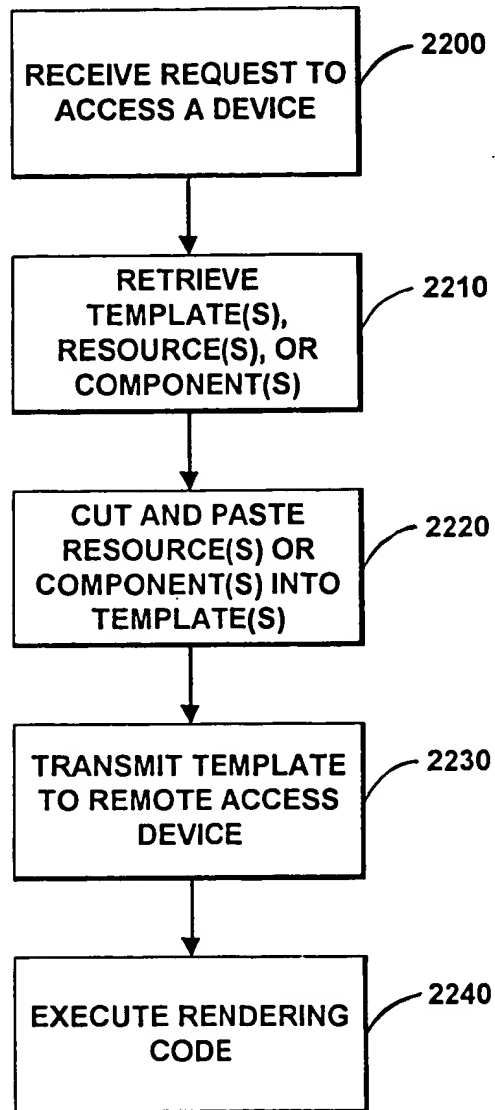 RECEIVE REQUEST TO
ACCESS A DEVICE
2200
RETRIEVE
TEMPLATE(S),
RESOURCE(S), OR
COMPONENT(S)
2210
CUT AND PASTE
RESOURCE(S) OR
COMPONENT(S) INTO
TEMPLATE(S)
2220
TRANSMIT TEMPLATE
TO REMOTE ACCESS
DEVICE
2230
EXECUTE RENDERING
CODE
2240